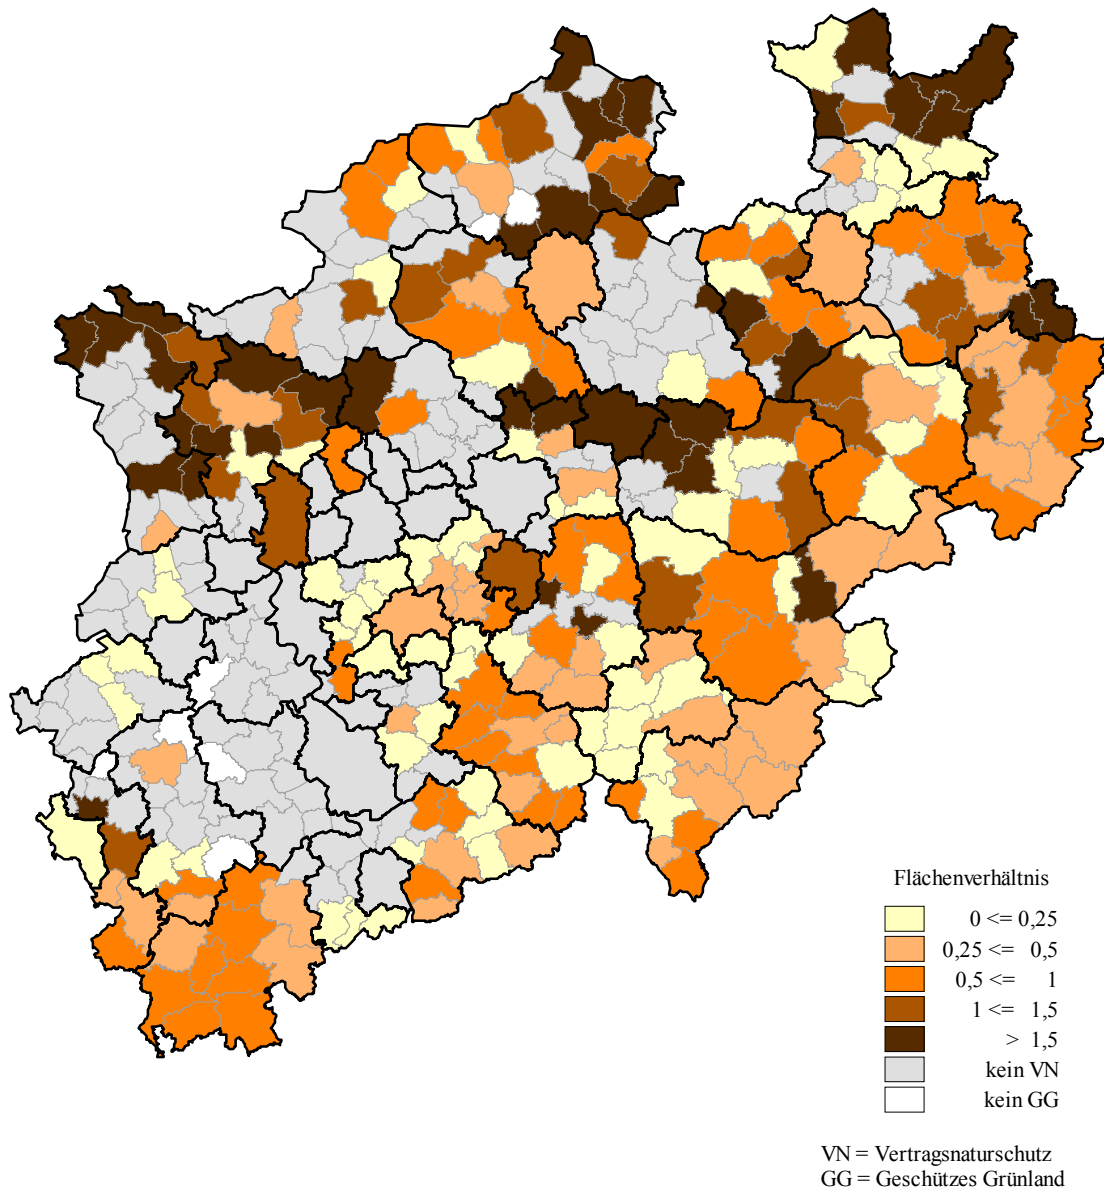 Flächenverhältnis
0 <= 0,25
0,25 <= 0,5
0,5 <= 1
1 <= 1,5
> 1,5
kein VN
kein GG
VN = Vertragsnaturschutz
GG = Geschützes Grünland